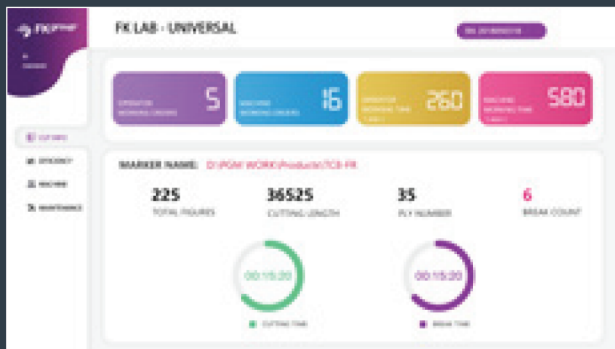 FK LAB - UNIVERSAL
OPERATOR
WORKING ORDERS
5
MACHINE
WORKING ORDERS
16
WORKING TIME
260
MACHINE
WORKING TIME
580
CUT INFO
EFFICIENCY
MACHINE
MAINTENANCE
MARKER NAME:
225
TOTAL FIGURES
36525
CUTTING LENGTH
35
PLY NUMBER
6
BREAK COUNT
00:15:20
CUTTING TIME
00:15:20
BREAK TIME